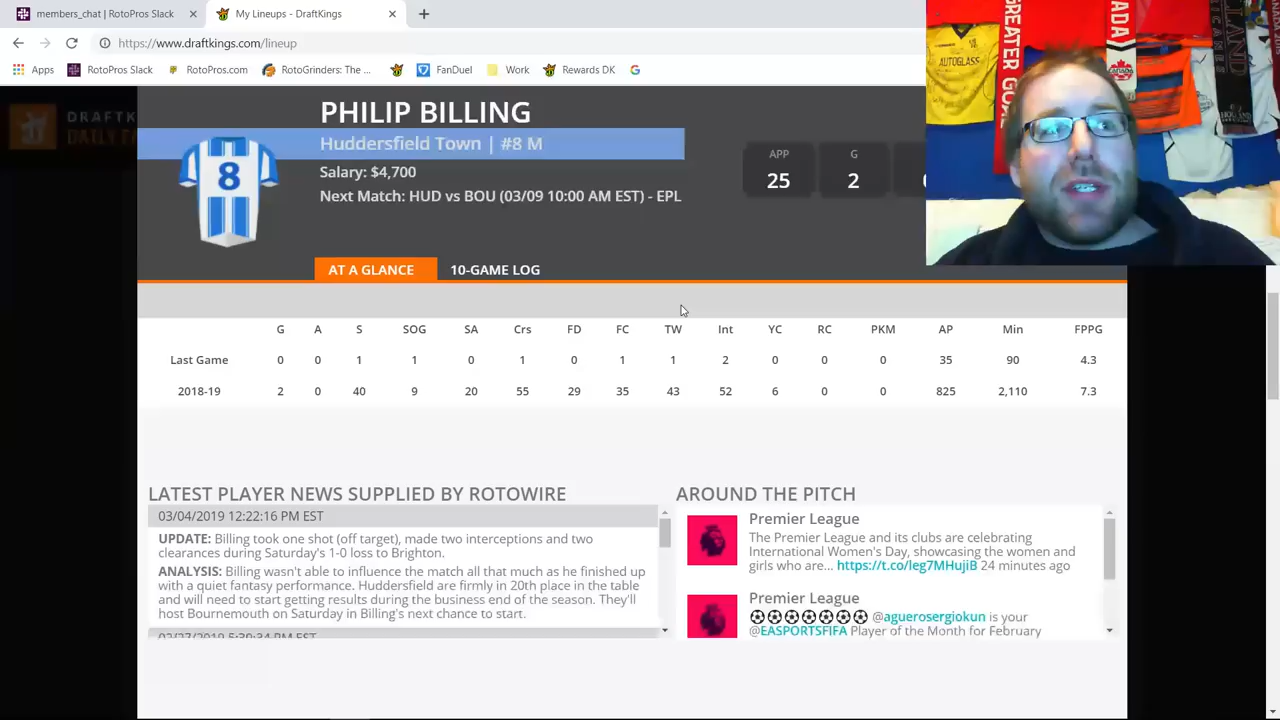 members_chat | RotoPros Slack
My Lineups - DraftKings
https://www.draftkings.com/lineup
Apps
RotoPros Slack
RotoPros.com
RotoGrinders: The ...
FanDuel
Work
Rewards DK
PHILIP BILLING
Huddersfield Town | #8 M
Salary: $4,700
Next Match: HUD vs BOU (03/09 10:00 AM EST) - EPL
8
APP G
25 2
AT A GLANCE 10-GAME LOG
G A S SOG SA Crs FD FC TW Int YC RC PKM AP Min FPPG
Last Game 0 0 1 1 0 1 0 1 1 2 0 0 0 35 90 4.3
2018-19 2 0 40 9 20 55 29 35 43 52 6 0 0 825 2,110 7.3
LATEST PLAYER NEWS SUPPLIED BY ROTOWIRE
03/04/2019 12:22:16 PM EST
UPDATE: Billing took one shot (off target), made two interceptions and two
clearances during Saturday's 1-0 loss to Brighton.
ANALYSIS: Billing wasn't able to influence the match all that much as he finished up
with a quiet fantasy performance. Huddersfield are firmly in 20th place in the table
and will need to start getting results during the business end of the season. They'll
host Bournemouth on Saturday in Billing's next chance to start.
AROUND THE PITCH
Premier League
The Premier League and its clubs are celebrating
International Women's Day, showcasing the women and
girls who are... https://t.co/leg7MHujiB 24 minutes ago
Premier League
@aguerosergiokun is your
@EASPORTSFIFA Player of the Month for February
GREATER GOA
AUTOGLASS
ADA)
CANADA